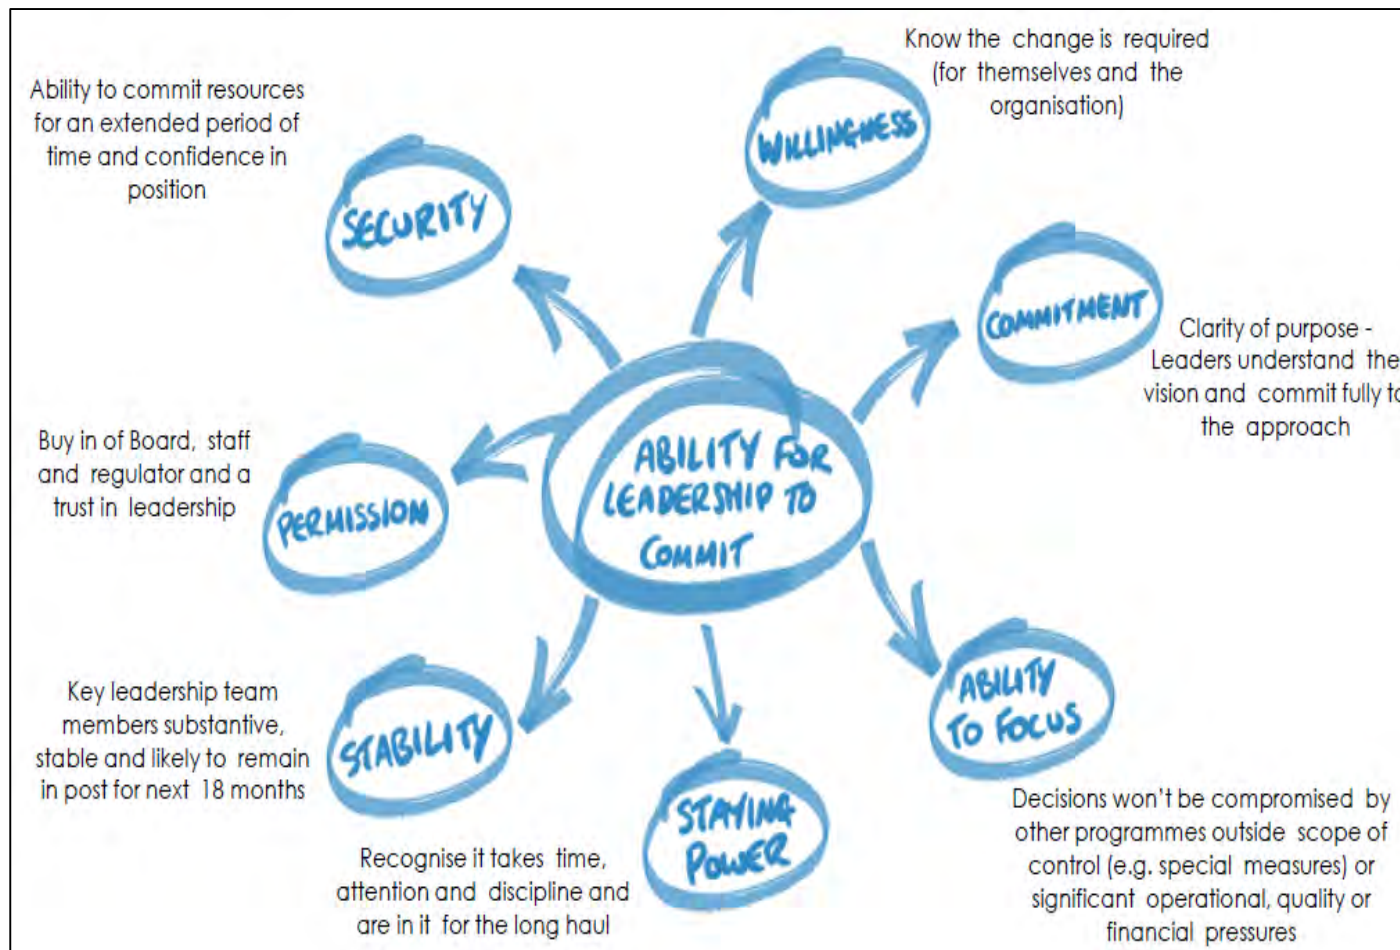 Know the change is required
(for themselves and the
organisation)
WILLINGNESS
Ability to commit resources
for an extended period of
time and confidence in
position
SECURITY
COMMITMENT
Clarity of purpose -
Leaders understand the
vision and commit fully to
the approach
ABILITY FOR
LEADERSHIP TO
COMMIT
Buy in of Board, staff
and regulator and a
trust in leadership
PERMISSION
Key leadership team
members substantive,
stable and likely to remain
in post for next 18 months
STABILITY
ABILITY
TO FOCUS
Decisions won't be compromised by
other programmes outside scope of
control (e.g. special measures) or
significant operational, quality or
financial pressures
STAYING
POWER
Recognise it takes time,
attention and discipline and
are in it for the long haul